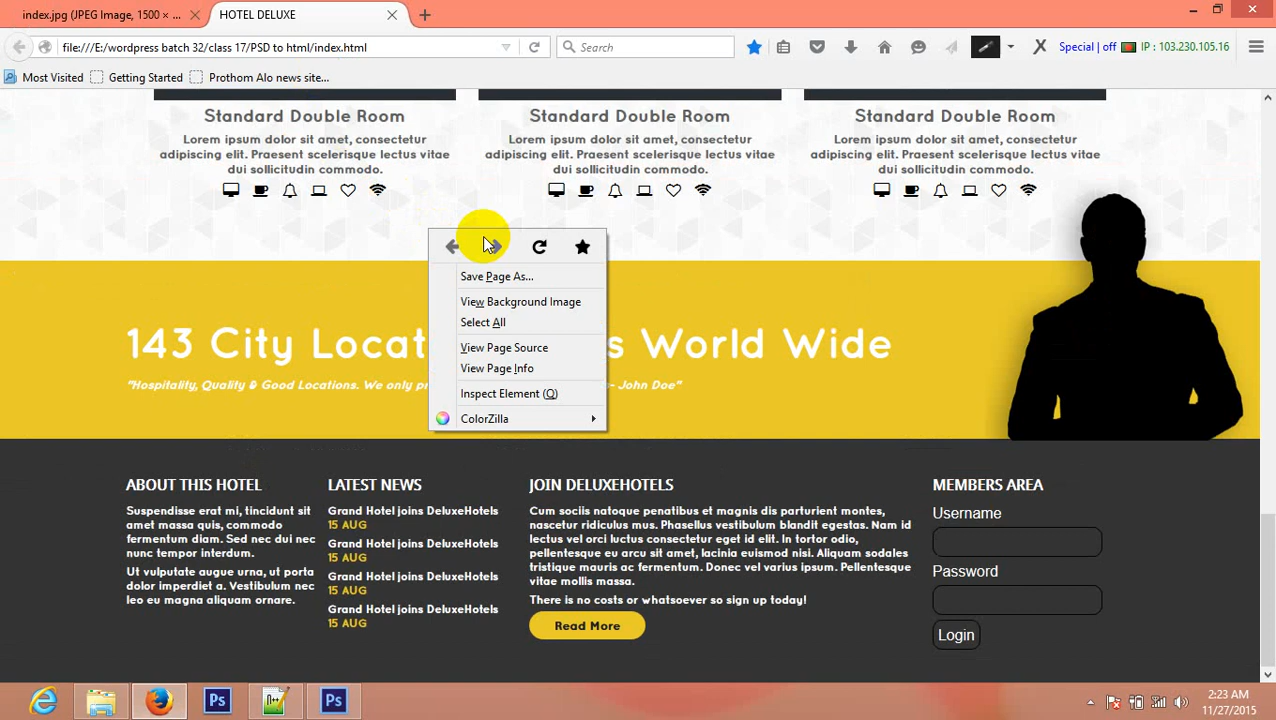 index.jpg (JPEG Image, 1500 × ...
HOTEL DELUXE
file:///E:/wordpress batch 32/class 17/PSD to html/index.html
Search
Special | off
IP : 103.230.105.16
Most Visited
Getting Started
Prothom Alo news site...
Standard Double Room
Lorem ipsum dolor sit amet, consectetur
adipiscing elit. Praesent scelerisque lectus vitae
dui sollicitudin commodo.
Standard Double Room
Lorem ipsum dolor sit amet, consectetur
adipiscing elit. Praesent scelerisque lectus vitae
dui sollicitudin commodo.
Standard Double Room
Lorem ipsum dolor sit amet, consectetur
adipiscing elit. Praesent scelerisque lectus vitae
dui sollicitudin commodo.
Save Page As...
View Background Image
Select All
View Page Source
View Page Info
Inspect Element (Q)
ColorZilla
143 City Locat s World Wide
"Hospitality, Quality & Good Locations. We only pr - John Doe"
ABOUT THIS HOTEL
Suspendisse erat mi, tincidunt sit
amet massa quis, commodo
fermentum diam. Sed nec dui nec
nunc tempor interdum.
Ut vulputate augue urna, ut porta
dolor imperdiet a. Vestibulum nec
leo eu magna aliquam ornare.
LATEST NEWS
Grand Hotel joins DeluxeHotels
15 AUG
Grand Hotel joins DeluxeHotels
15 AUG
Grand Hotel joins DeluxeHotels
15 AUG
Grand Hotel joins DeluxeHotels
15 AUG
JOIN DELUXEHOTELS
Cum sociis natoque penatibus et magnis dis parturient montes,
nascetur ridiculus mus. Phasellus vestibulum blandit egestas. Nam id
lectus vel orci luctus consectetur eget id elit. In tortor odio,
pellentesque eu arcu sit amet, lacinia euismod nisi. Aliquam sodales
tristique mauris ac fermentum. Donec vel varius ipsum. Pellentesque
vitae mollis massa.
There is no costs or whatsoever so sign up today!
Read More
MEMBERS AREA
Username
Password
Login
2:23 AM
11/27/2015